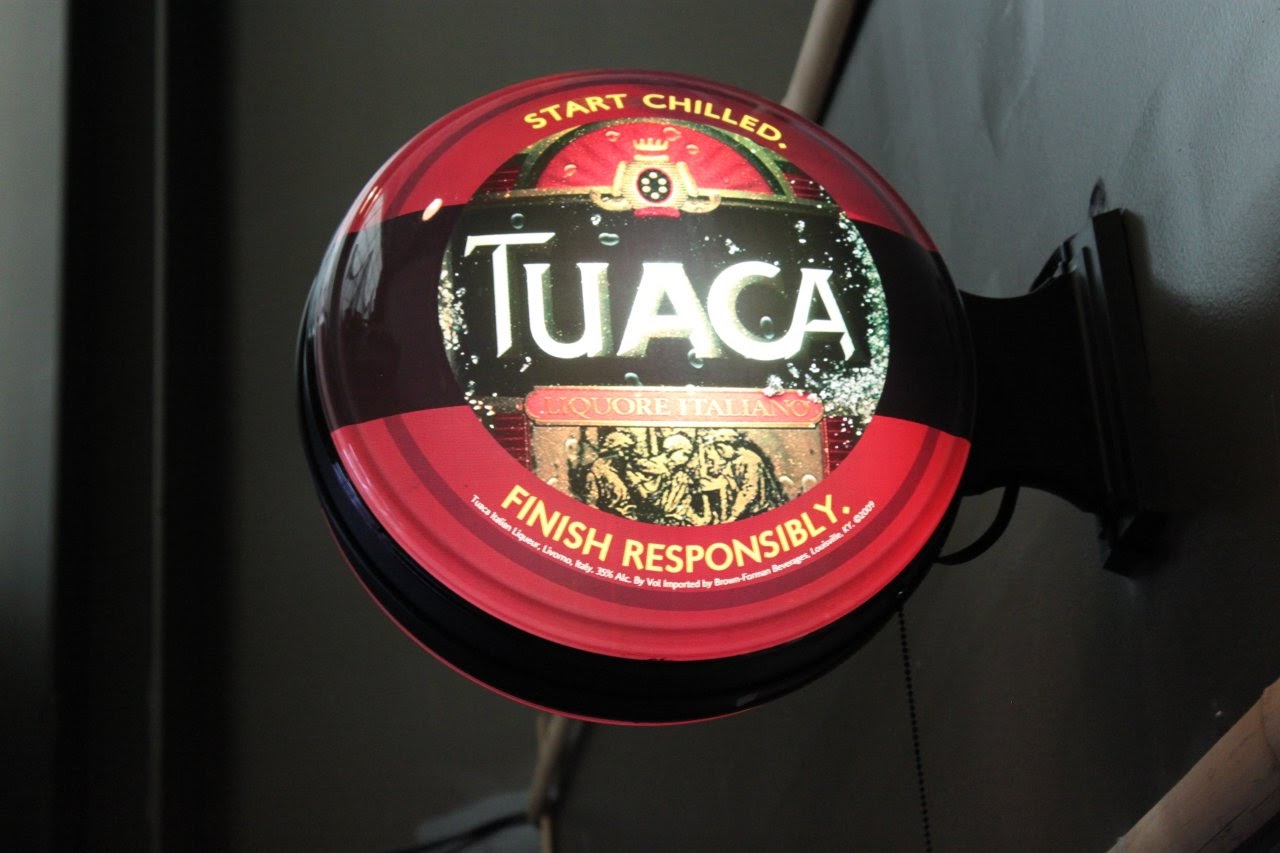 START CHILLED.
TUACA
LIQUORE ITALIANO
FINISH RESPONSIBLY.
Tuaca Italian Liqueur, Livorno, Italy, 35% Alc. By Vol. Imported by Brown-Forman Beverages, Louisville, KY. ©2009